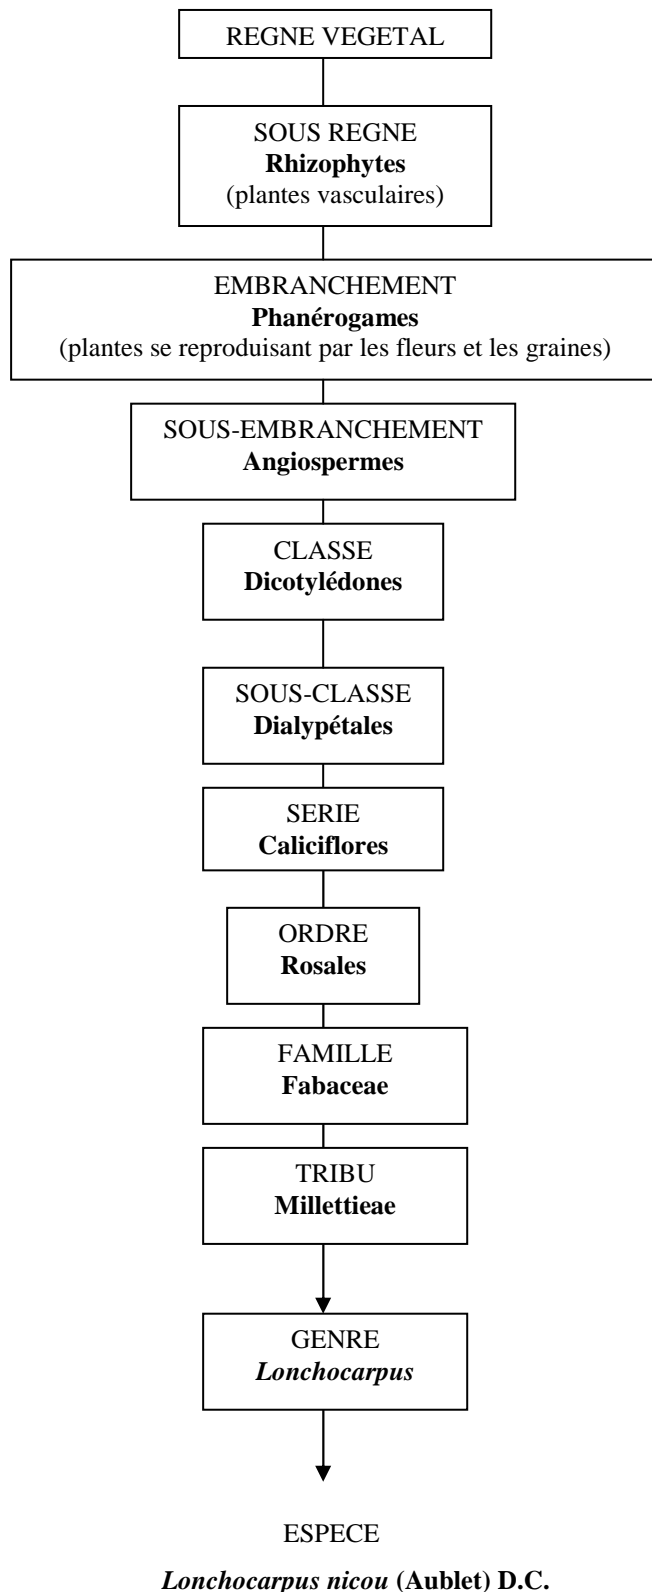 REGNE VEGETAL
SOUS REGNE
Rhizophytes
(plantes vasculaires)
EMBRANCHEMENT
Phanérogames
(plantes se reproduisant par les fleurs et les graines)
SOUS-EMBRANCHEMENT
Angiospermes
CLASSE
Dicotylédones
SOUS-CLASSE
Dialypétales
SERIE
Caliciflores
ORDRE
Rosales
FAMILLE
Fabaceae
TRIBU
Millettieae
GENRE
Lonchocarpus
ESPECE
Lonchocarpus nicou (Aublet) D.C.